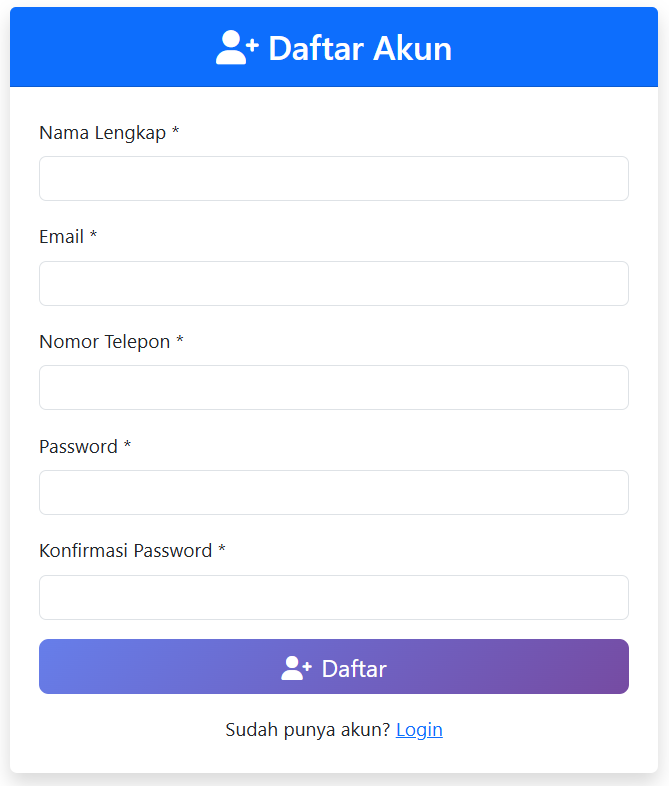 Daftar Akun
Nama Lengkap *
Email *
Nomor Telepon *
Password *
Konfirmasi Password *
Daftar
Sudah punya akun? Login